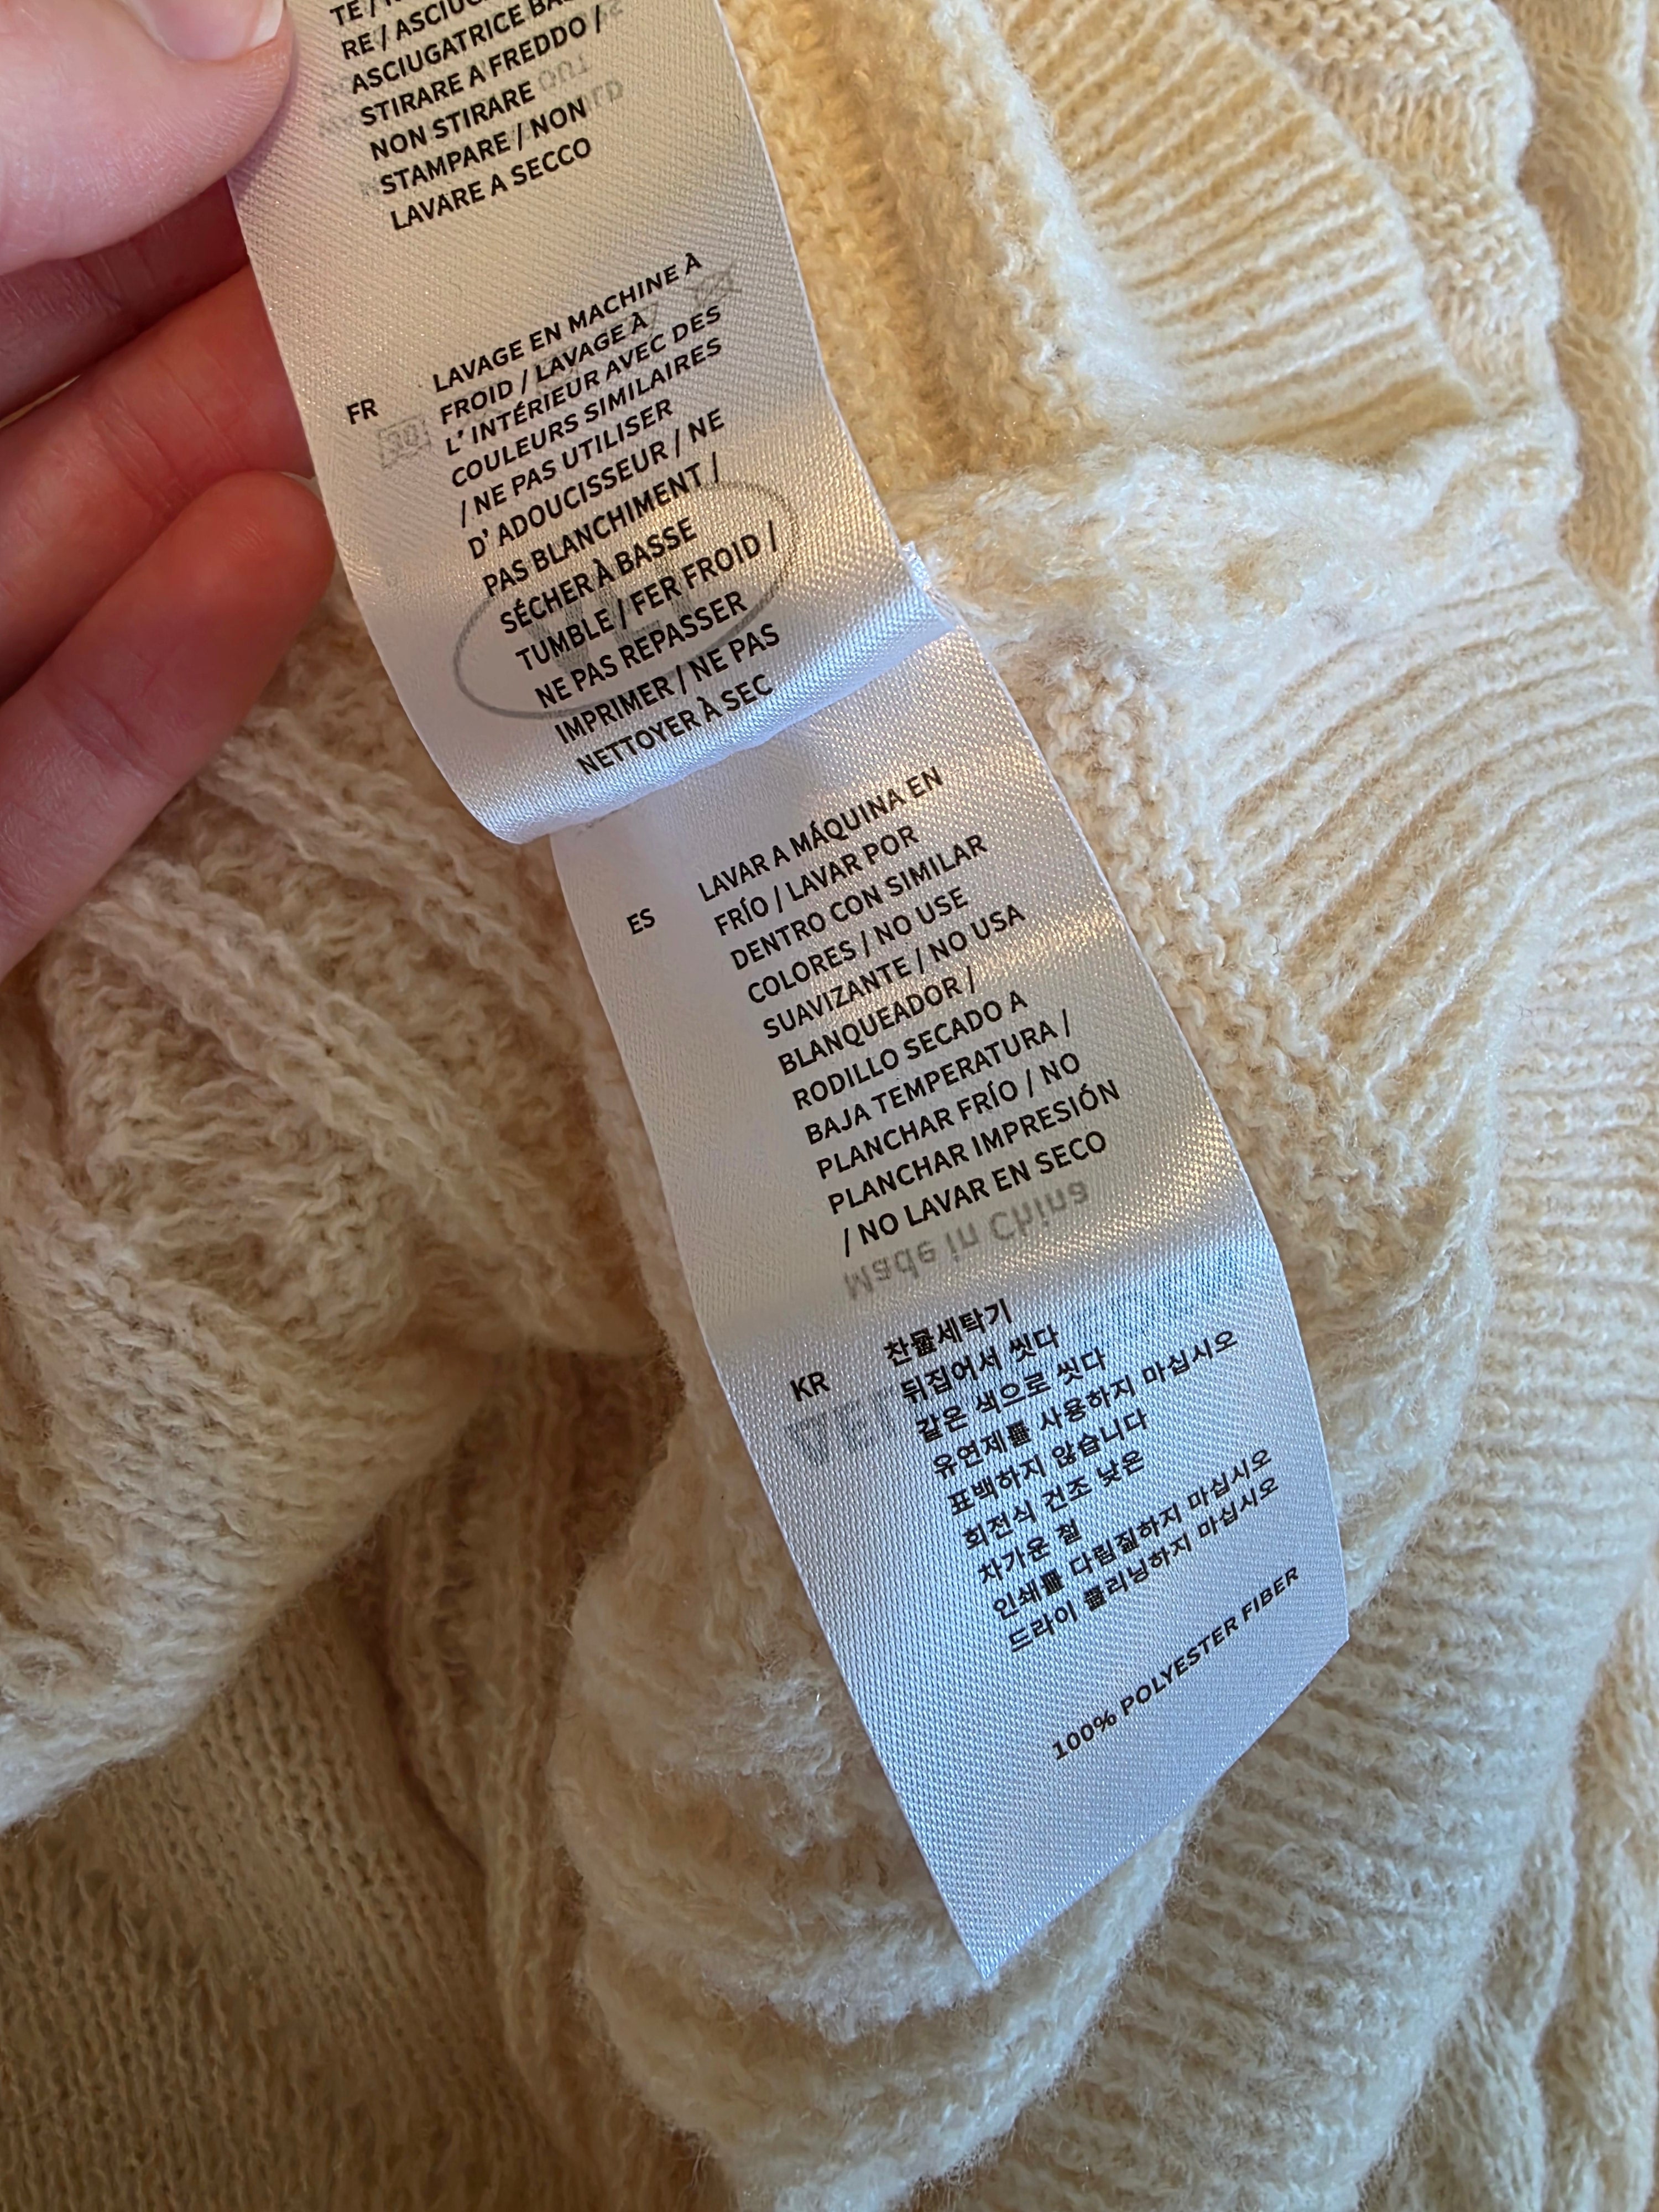 RE / ASCIUG
ASCIUGATRICE BA
STIRARE A FREDDO /
NON STIRARE
STAMPARE / NON
LAVARE A SECCO
FR
LAVAGE EN MACHINE À
FROID / LAVAGE À
L' INTÉRIEUR AVEC DES
COULEURS SIMILAIRES
/ NE PAS UTILISER
D' ADOUCISSEUR / NE
PAS BLANCHIMENT /
SÉCHER À BASSE
TUMBLE / FER FROID /
NE PAS REPASSER
IMPRIMER / NE PAS
NETTOYER À SEC
ES
LAVAR A MÁQUINA EN
FRÍO / LAVAR POR
DENTRO CON SIMILAR
COLORES / NO USE
SUAVIZANTE / NO USA
BLANQUEADOR /
RODILLO SECADO A
BAJA TEMPERATURA /
PLANCHAR FRÍO / NO
PLANCHAR IMPRESIÓN
/ NO LAVAR EN SECO
Made in China
KR
찬물세탁기
뒤집어서 씻다
같은 색으로 씻다
유연제를 사용하지 마십시오
표백하지 않습니다
회전식 건조 낮은
차가운 철
인쇄를 다림질하지 마십시오
드라이 클리닝하지 마십시오
100% POLYESTER FIBER